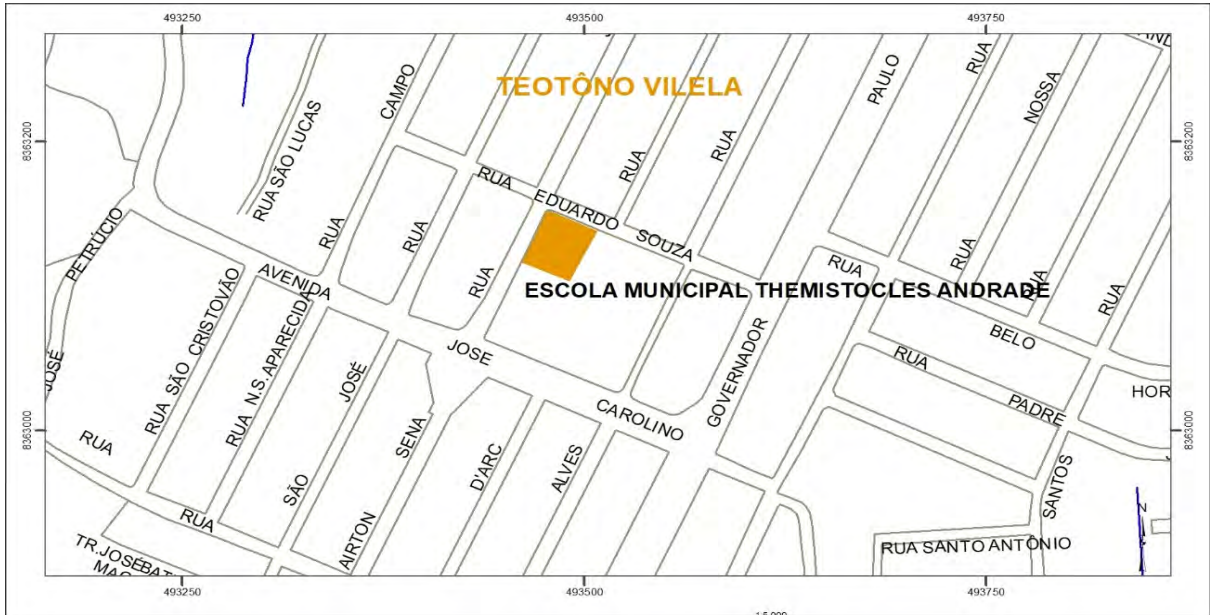 493250
493500
493750
TEOTÔNO VILELA
CAMPO
PAULO
RUA
NOSSA
RUA SÃO LUCAS
RUA
RUA
8363200
8363200
RUA EDUARDO SOUZA
PETRÚCIO
RUA
RUA
RUA
RUA
RUA
RUA
RUA
AVENIDA JOSE CAROLINO
ESCOLA MUNICIPAL THEMISTOCLES ANDRADE
RUA SÃO CRISTOVÃO
RUA N.S. APARECIDA
GOVERNADOR
BELO
HOR
JOSÉ
JOSÉ
RUA PADRE
8363000
8363000
RUA
SENA
D'ARC
ALVES
SANTOS
SÃO
RUA
AIRTON
N
RUA SANTO ANTÔNIO
TR.JOSÉBAT
493250
493500
493750